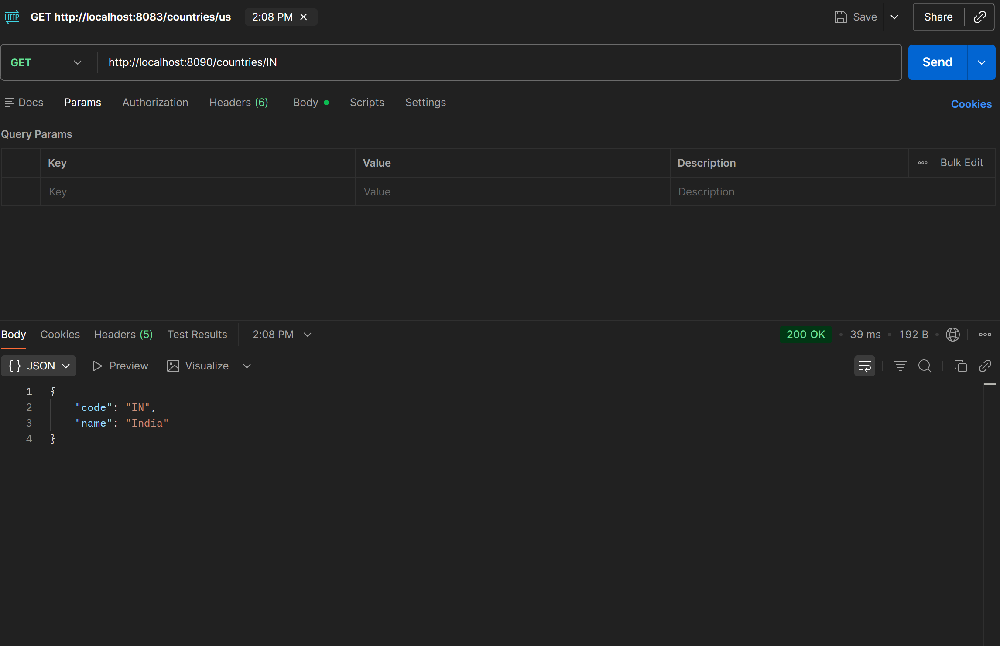 HTTP GET http://localhost:8083/countries/us 2:08 PM Save Share
GET http://localhost:8090/countries/IN Send
Docs Params Authorization Headers (6) Body Scripts Settings Cookies
Query Params
Key Value Description Bulk Edit
Key Value Description
Body Cookies Headers (5) Test Results 2:08 PM 200 OK • 39 ms • 192 B •
{} JSON Preview Visualize
1 {
2 "code": "IN",
3 "name": "India"
4 }